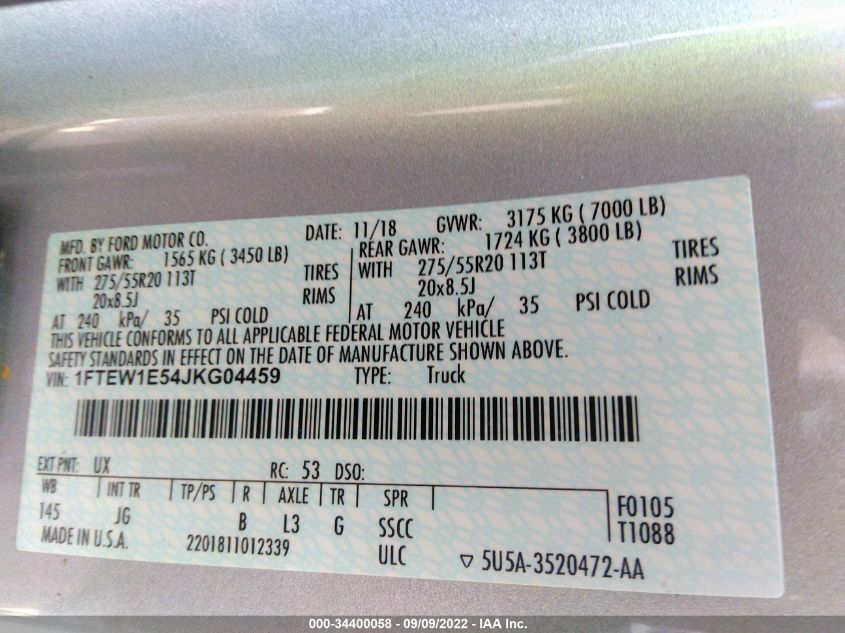 MFD. BY FORD MOTOR CO. DATE: 11/18 GVWR: 3175 KG ( 7000 LB)
FRONT GAWR: 1565 KG ( 3450 LB) REAR GAWR: 1724 KG ( 3800 LB)
WITH 275/55R20 113T TIRES WITH 275/55R20 113T TIRES
20x8.5J RIMS 20x8.5J RIMS
AT 240 kPa/ 35 PSI COLD AT 240 kPa/ 35 PSI COLD
THIS VEHICLE CONFORMS TO ALL APPLICABLE FEDERAL MOTOR VEHICLE
SAFETY STANDARDS IN EFFECT ON THE DATE OF MANUFACTURE SHOWN ABOVE.
VIN: 1FTEW1E54JKG04459 TYPE: Truck
EXT PNT: UX RC: 53 DSO:
WB INT TR TP/PS R AXLE TR SPR F0105
145 JG B L3 G SSCC T1088
MADE IN U.S.A. 2201811012339 ULC ▽ 5U5A-3520472-AA
000-34400058 - 09/09/2022 - IAA Inc.